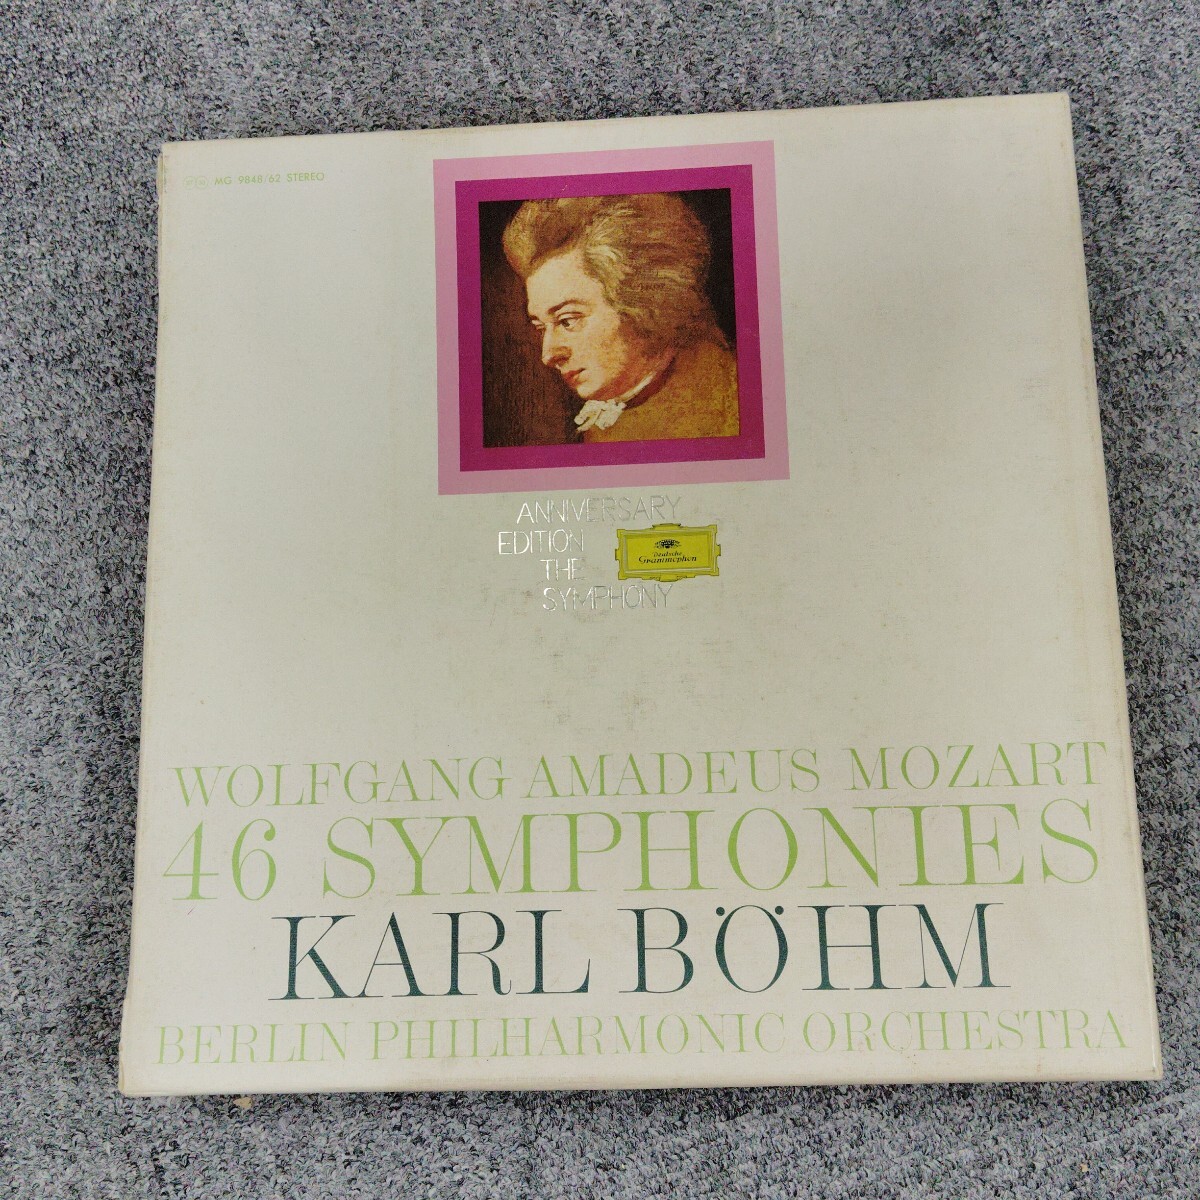 MG 9848/62 STEREO
ANNIVERSARY
EDITION
THE
SYMPHONY
Deutsche
Grammophon
WOLFGANG AMADEUS MOZART
46 SYMPHONIES
KARL BÖHM
BERLIN PHILHARMONIC ORCHESTRA